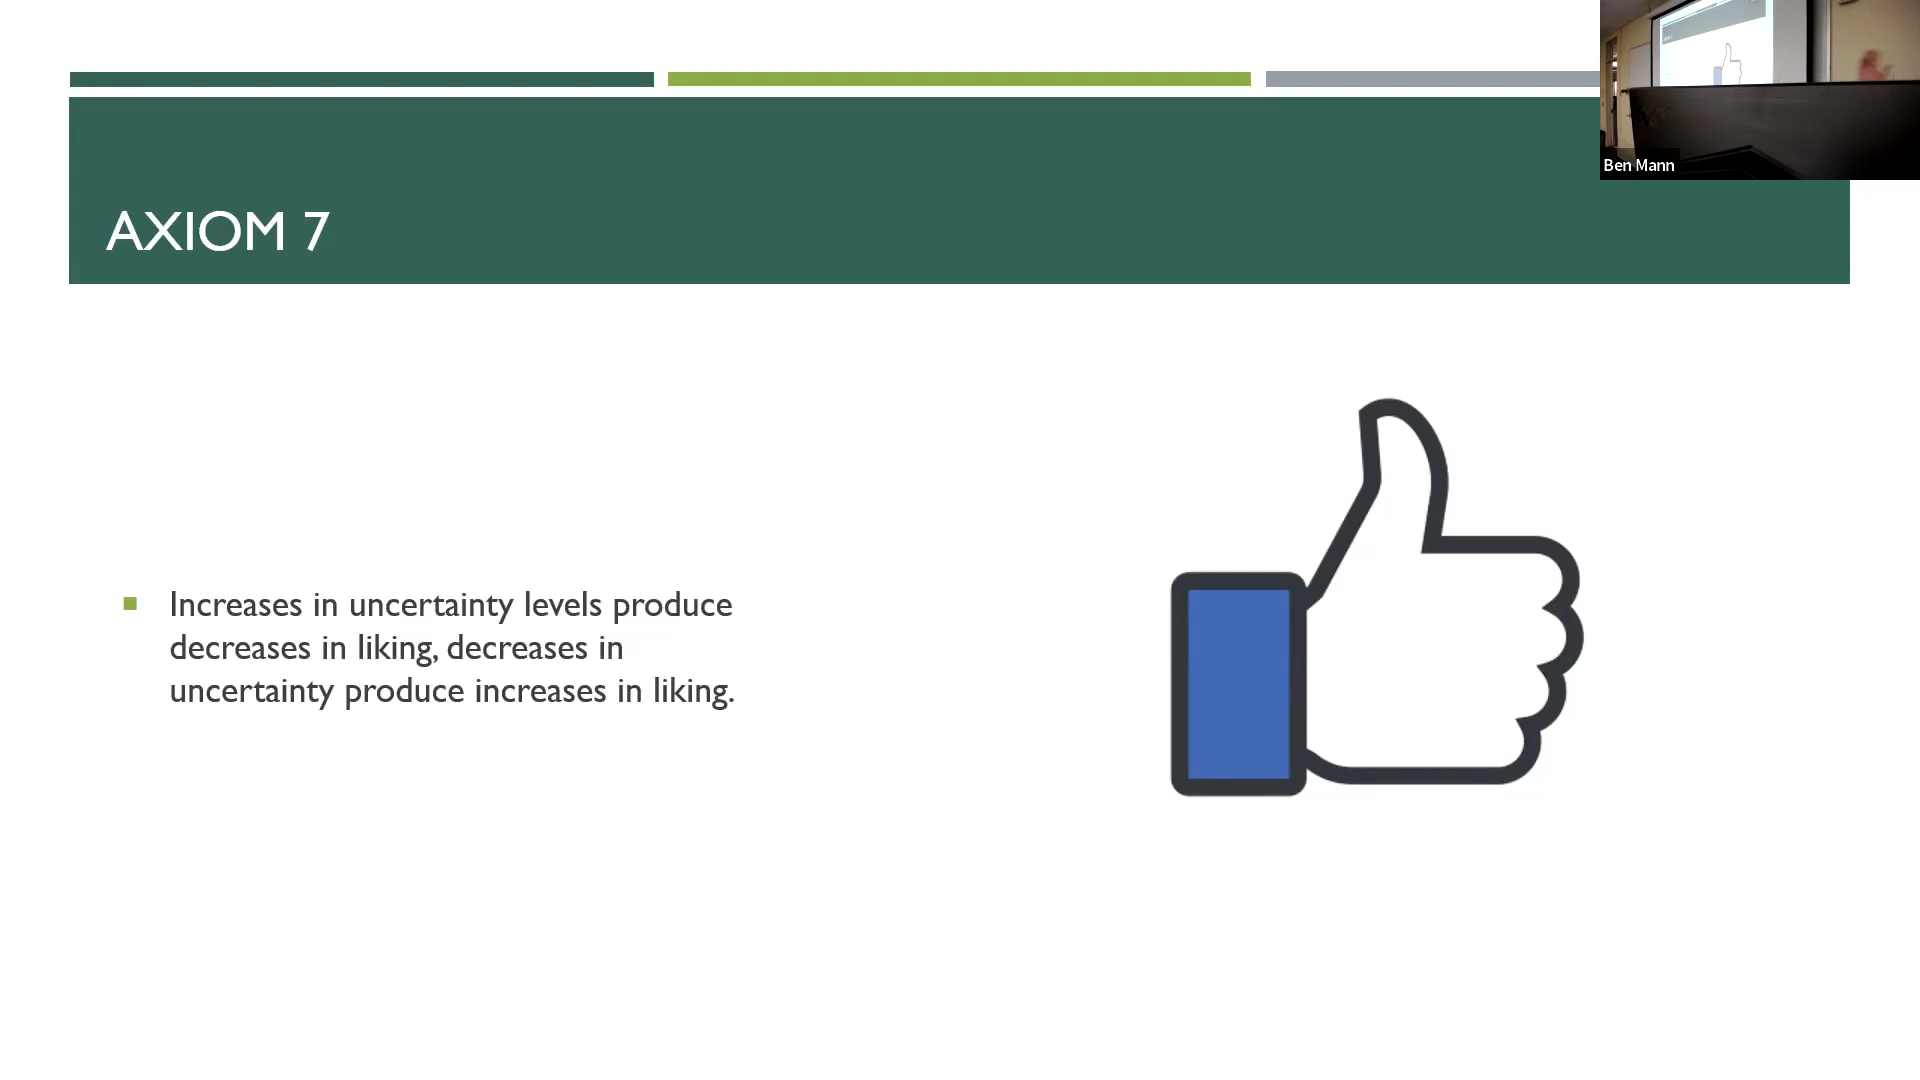 Ben Mann
AXIOM 7
Increases in uncertainty levels produce
decreases in liking, decreases in
uncertainty produce increases in liking.